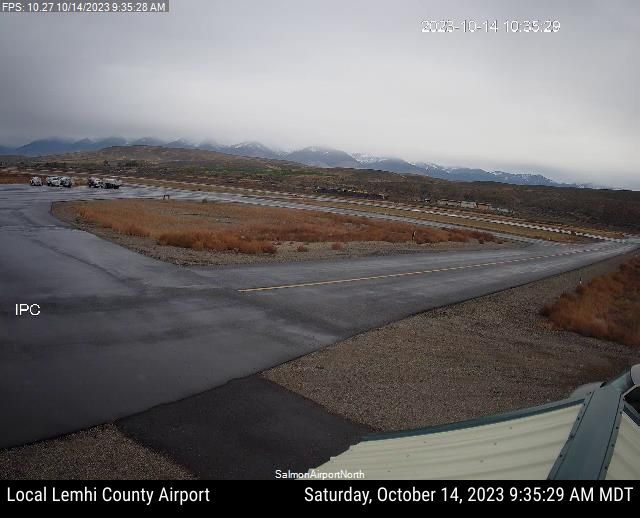 FPS: 10.27 10/14/2023 9:35:28 AM
2023-10-14 10:35:29
IPC
SalmonAirportNorth
Local Lemhi County Airport
Saturday, October 14, 2023 9:35:29 AM MDT